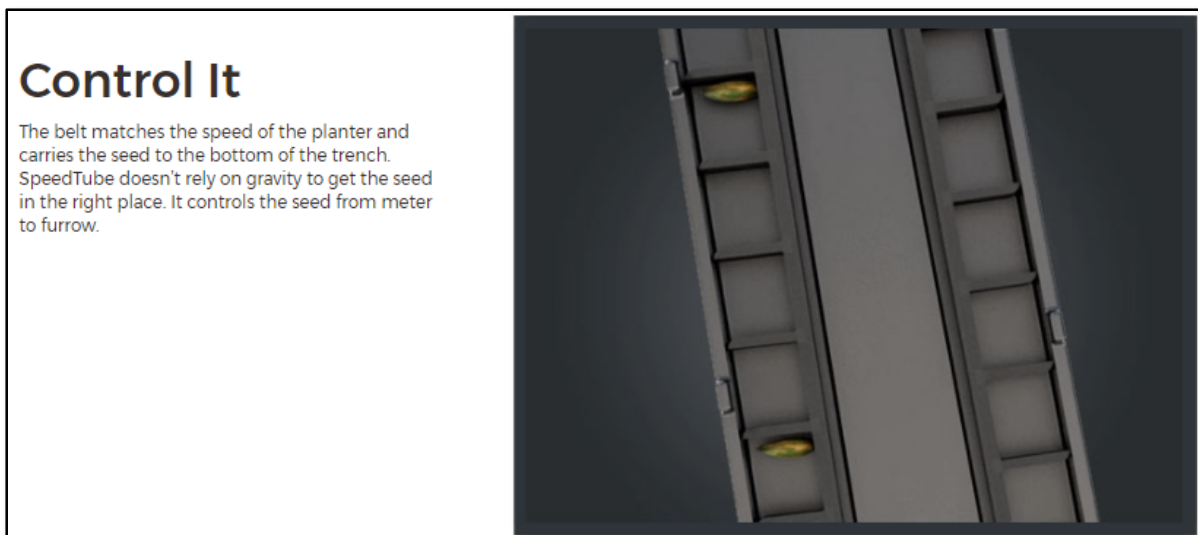 Control It
The belt matches the speed of the planter and
carries the seed to the bottom of the trench.
SpeedTube doesn't rely on gravity to get the seed
in the right place. It controls the seed from meter
to furrow.